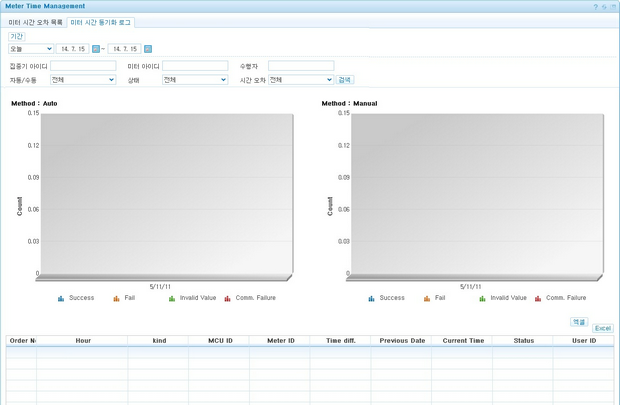 Meter Time Management
미터 시간 오차 목록 미터 시간 동기화 로그
기간
오늘 14. 7. 15 ~ 14. 7. 15
집중기 아이디 미터 아이디 수행자
자동/수동 전체 상태 전체 시간 오차 전체 검색
Method : Auto Method : Manual
0.15 0.15
0.12 0.12
0.09 0.09
Count Count
0.06 0.06
0.03 0.03
0 0
5/11/11 5/11/11
Success Fail Invalid Value Comm. Failure Success Fail Invalid Value Comm. Failure
엑셀
Excel
Order N Hour kind MCU ID Meter ID Time diff. Previous Date Current Time Status User ID